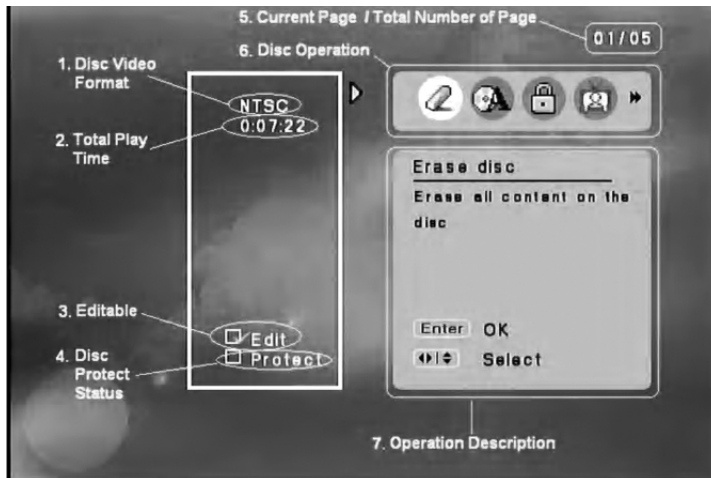 5. Current Page / Total Number of Page
01/05
6. Disc Operation
1. Disc Video
Format
NTSC
0:07:22
2. Total Play
Time
Erase disc
Erase all content on the
disc
3. Editable
Edit
Enter OK
4. Disc
Protect
Status
Protect
Select
7. Operation Description